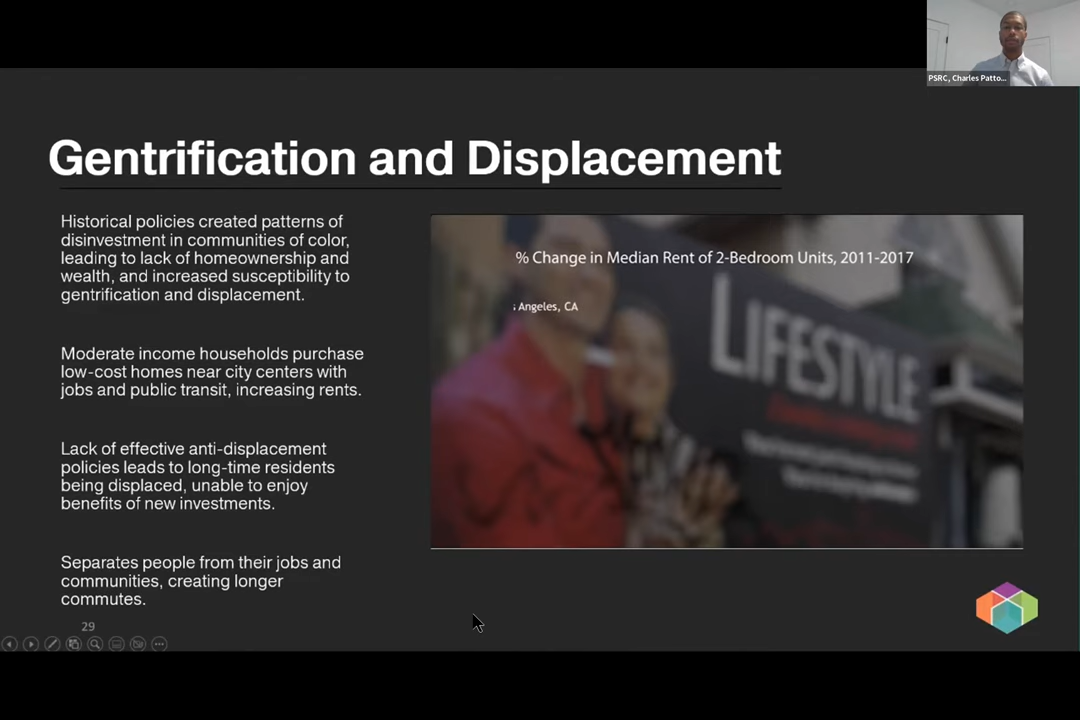 PSRC, Charles Patto...
Gentrification and Displacement
Historical policies created patterns of
disinvestment in communities of color,
leading to lack of homeownership and
wealth, and increased susceptibility to
gentrification and displacement.
Moderate income households purchase
low-cost homes near city centers with
jobs and public transit, increasing rents.
Lack of effective anti-displacement
policies leads to long-time residents
being displaced, unable to enjoy
benefits of new investments.
Separates people from their jobs and
communities, creating longer
commutes.
29
% Change in Median Rent of 2-Bedroom Units, 2011-2017
Angeles, CA
LIFESTYLE